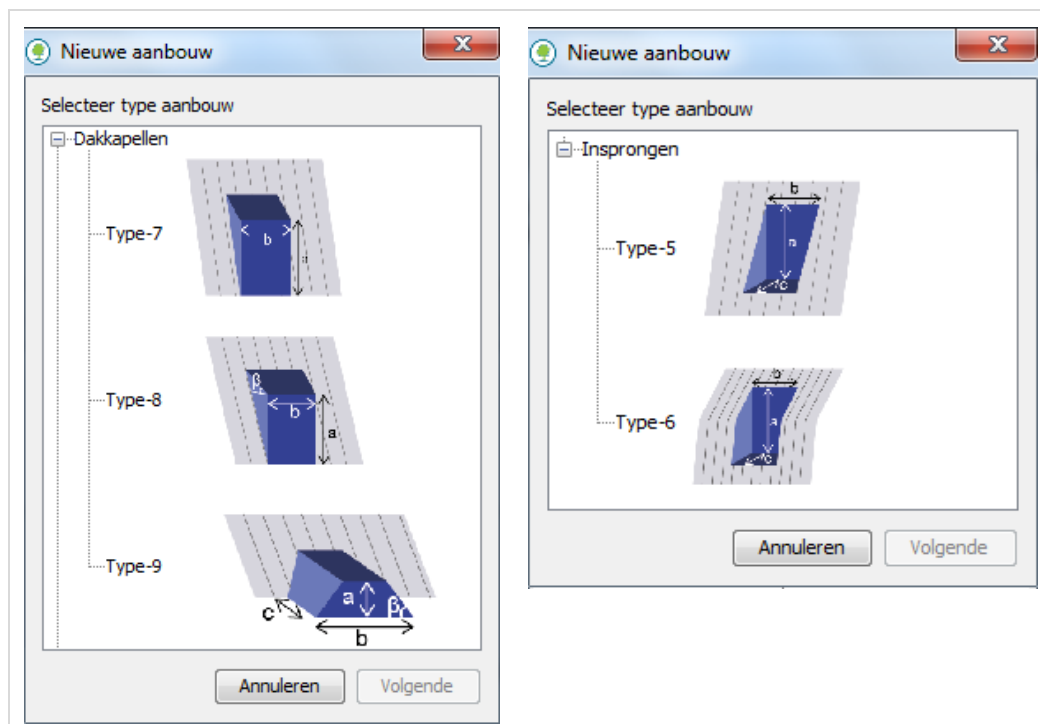 Nieuwe aanbouw
Selecteer type aanbouw
Dakkapellen
Type-7
b
a
Type-8
β
b
a
Type-9
a
β
c
b
Annuleren
Volgende
Nieuwe aanbouw
Selecteer type aanbouw
Insprongen
b
Type-5
a
c
b
Type-6
a
c
Annuleren
Volgende